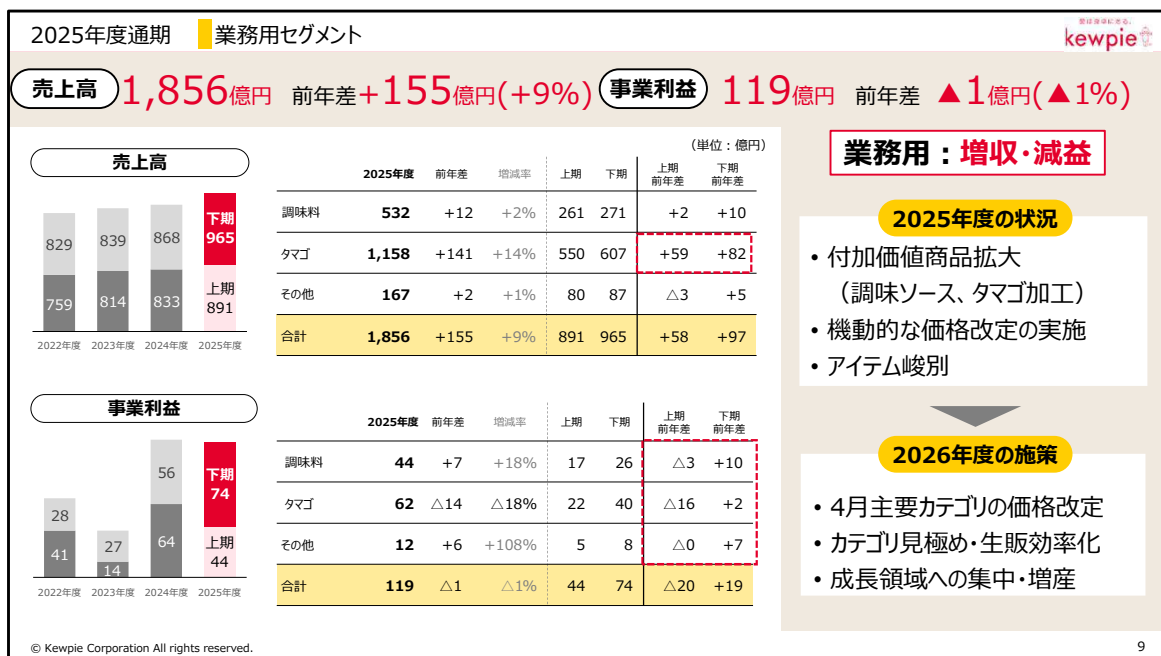 2025年度通期 業務用セグメント
愛は食卓にある。
kewpie
売上高 1,856億円 前年差+155億円(+9%) 事業利益 119億円 前年差 ▲1億円(▲1%)
(単位:億円)
売上高
829 839 868 下期 965
759 814 833 上期 891
2022年度 2023年度 2024年度 2025年度
2025年度 前年差 増減率 上期 下期 上期前年差 下期前年差
調味料 532 +12 +2% 261 271 +2 +10
タマゴ 1,158 +141 +14% 550 607 +59 +82
その他 167 +2 +1% 80 87 △3 +5
合計 1,856 +155 +9% 891 965 +58 +97
事業利益
28 27 56 下期 74
41 14 64 上期 44
2022年度 2023年度 2024年度 2025年度
2025年度 前年差 増減率 上期 下期 上期前年差 下期前年差
調味料 44 +7 +18% 17 26 △3 +10
タマゴ 62 △14 △18% 22 40 △16 +2
その他 12 +6 +108% 5 8 △0 +7
合計 119 △1 △1% 44 74 △20 +19
業務用:増収・減益
2025年度の状況
• 付加価値商品拡大
(調味ソース、タマゴ加工)
• 機動的な価格改定の実施
• アイテム峻別
2026年度の施策
• 4月主要カテゴリの価格改定
• カテゴリ見極め・生販効率化
• 成長領域への集中・増産
© Kewpie Corporation All rights reserved.
9